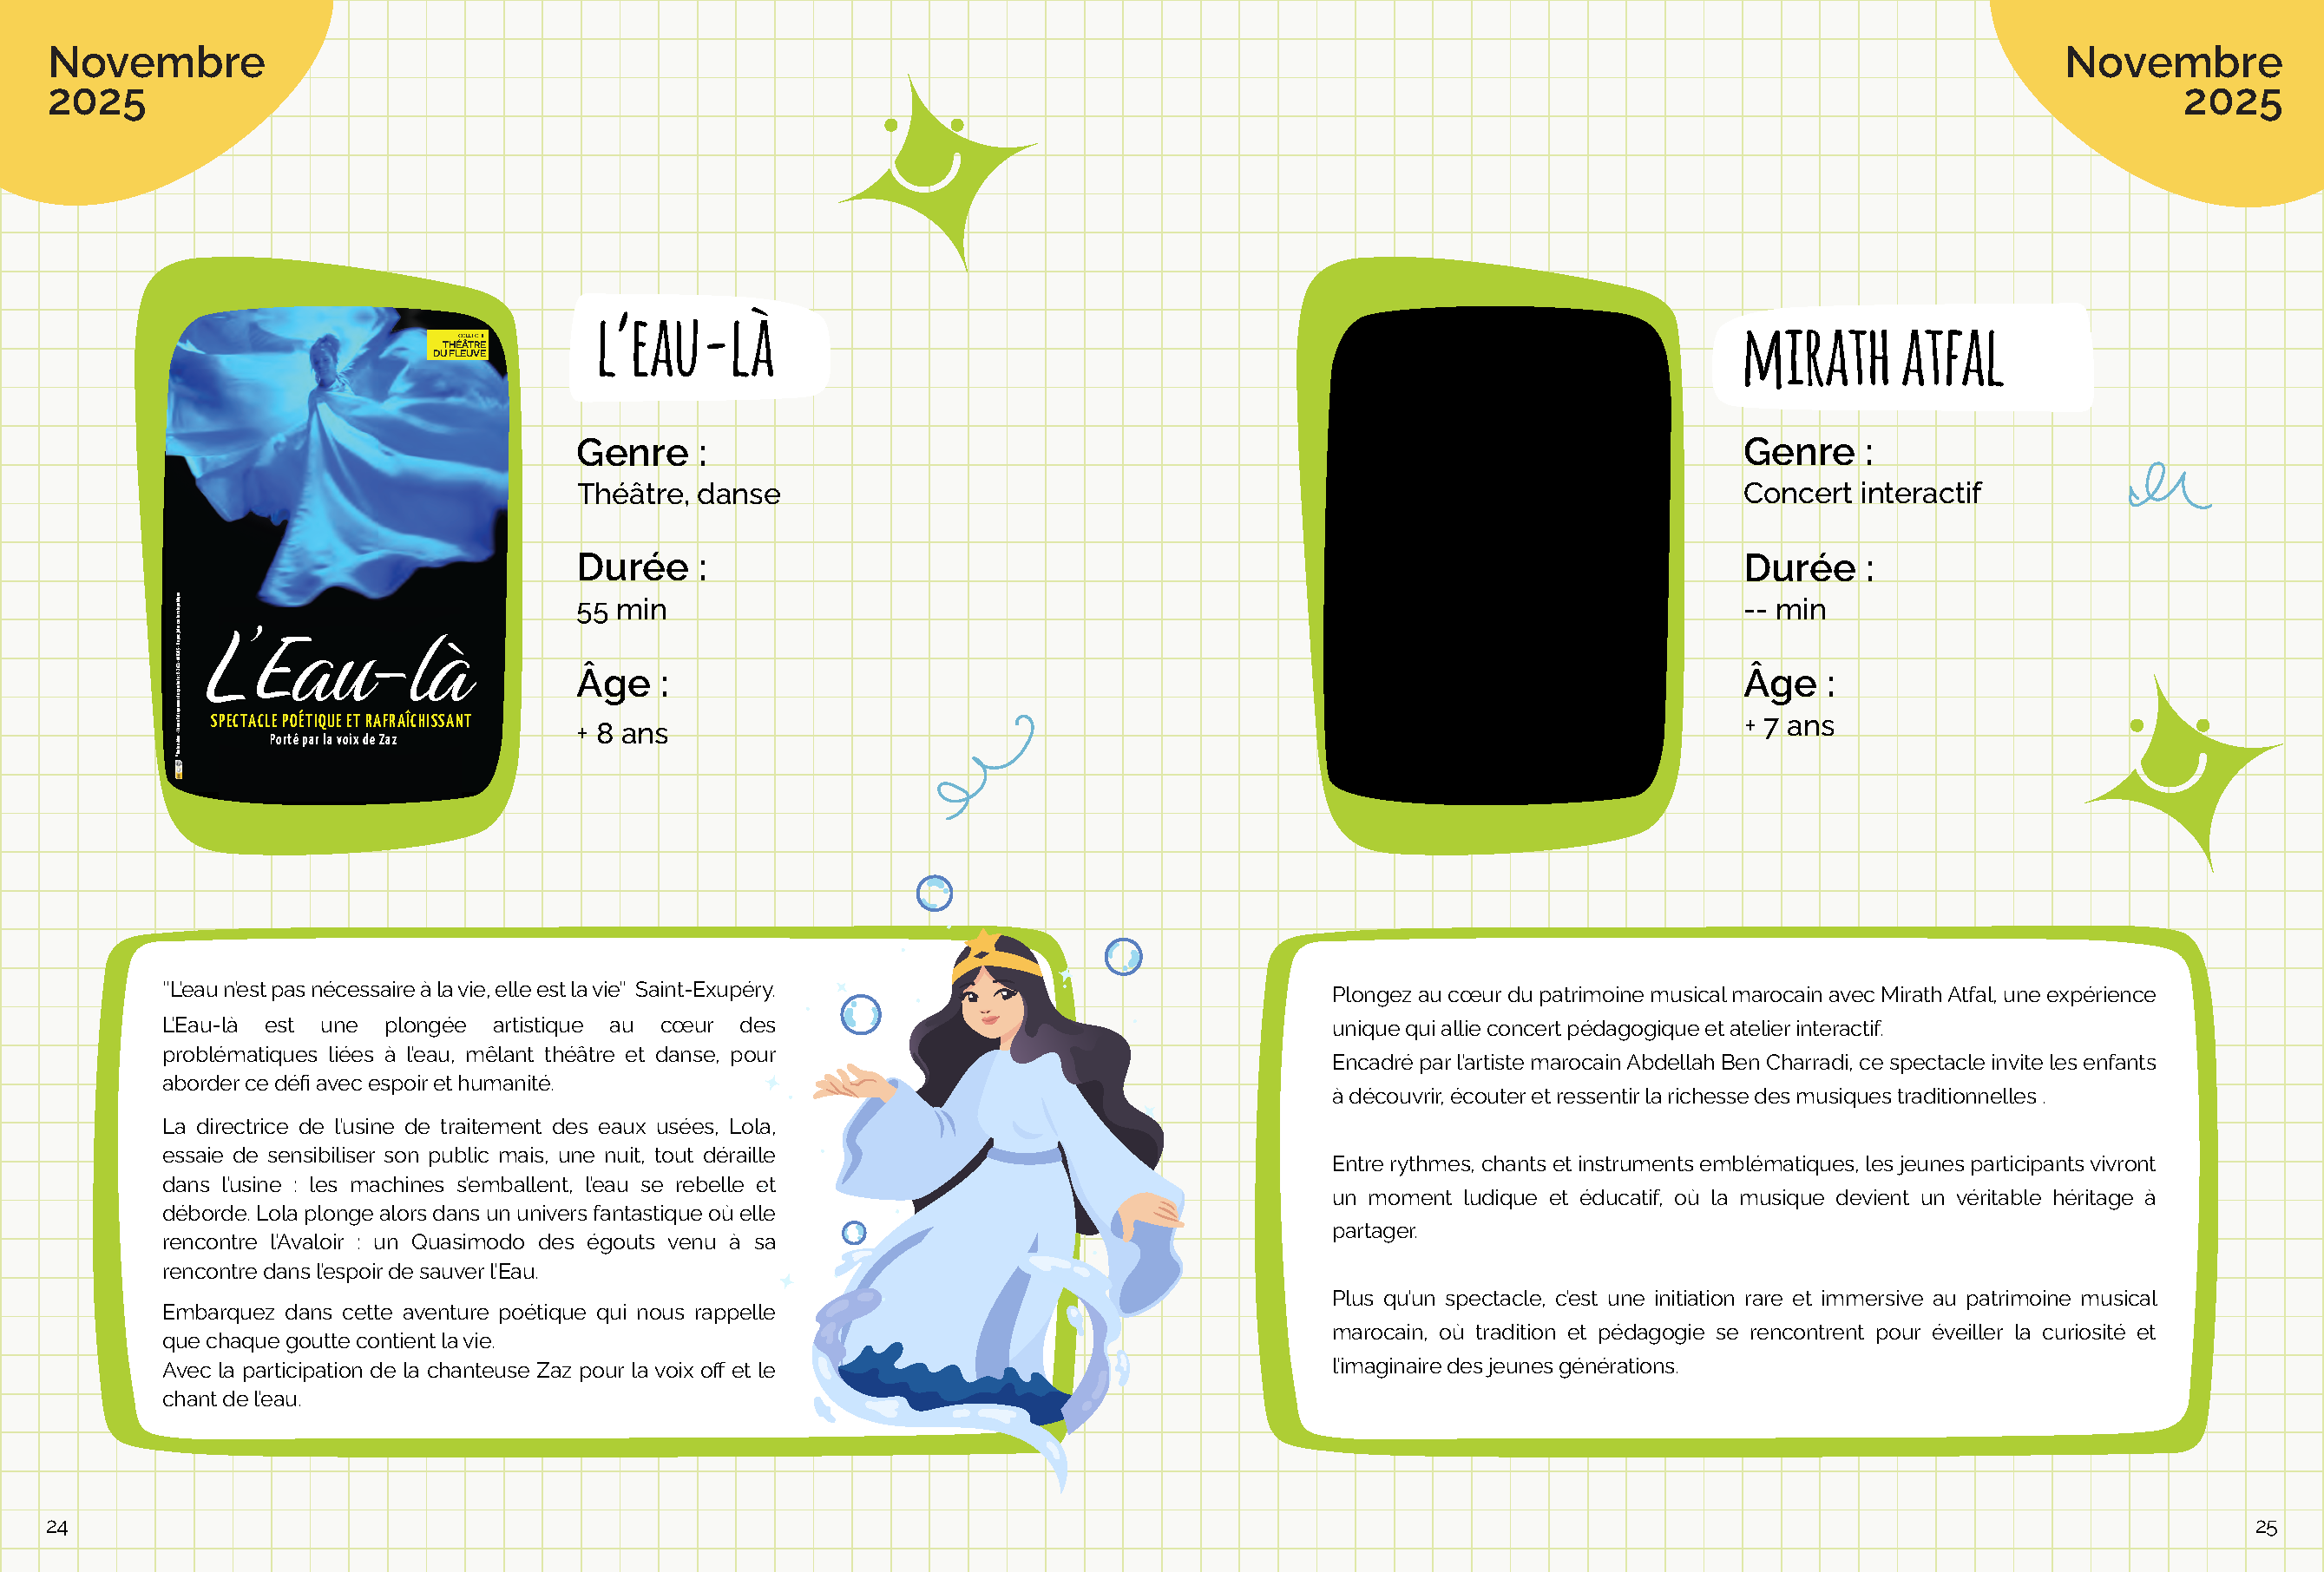 Novembre
2025
L'EAU-LÀ
THÉÂTRE
DU FLEUVE
L'Eau-là
SPECTACLE POÉTIQUE ET RAFRAÎCHISSANT
Porté par la voix de Zaz
Genre :
Théâtre, danse
Durée :
55 min
Âge :
+ 8 ans
"L'eau n'est pas nécessaire à la vie, elle est la vie" Saint-Exupéry.
L'Eau-là est une plongée artistique au cœur des
problématiques liées à l'eau, mêlant théâtre et danse, pour
aborder ce défi avec espoir et humanité.
La directrice de l'usine de traitement des eaux usées, Lola,
essaie de sensibiliser son public mais, une nuit, tout déraille
dans l'usine : les machines s'emballent, l'eau se rebelle et
déborde. Lola plonge alors dans un univers fantastique où elle
rencontre l'Avaloir : un Quasimodo des égouts venu à sa
rencontre dans l'espoir de sauver l'Eau.
Embarquez dans cette aventure poétique qui nous rappelle
que chaque goutte contient la vie.
Avec la participation de la chanteuse Zaz pour la voix off et le
chant de l'eau.
24
Novembre
2025
MIRATH ATFAL
Genre :
Concert interactif
Durée :
-- min
Âge :
+ 7 ans
Plongez au cœur du patrimoine musical marocain avec Mirath Atfal, une expérience
unique qui allie concert pédagogique et atelier interactif.
Encadré par l'artiste marocain Abdellah Ben Charradi, ce spectacle invite les enfants
à découvrir, écouter et ressentir la richesse des musiques traditionnelles .
Entre rythmes, chants et instruments emblématiques, les jeunes participants vivront
un moment ludique et éducatif, où la musique devient un véritable héritage à
partager.
Plus qu'un spectacle, c'est une initiation rare et immersive au patrimoine musical
marocain, où tradition et pédagogie se rencontrent pour éveiller la curiosité et
l'imaginaire des jeunes générations.
25